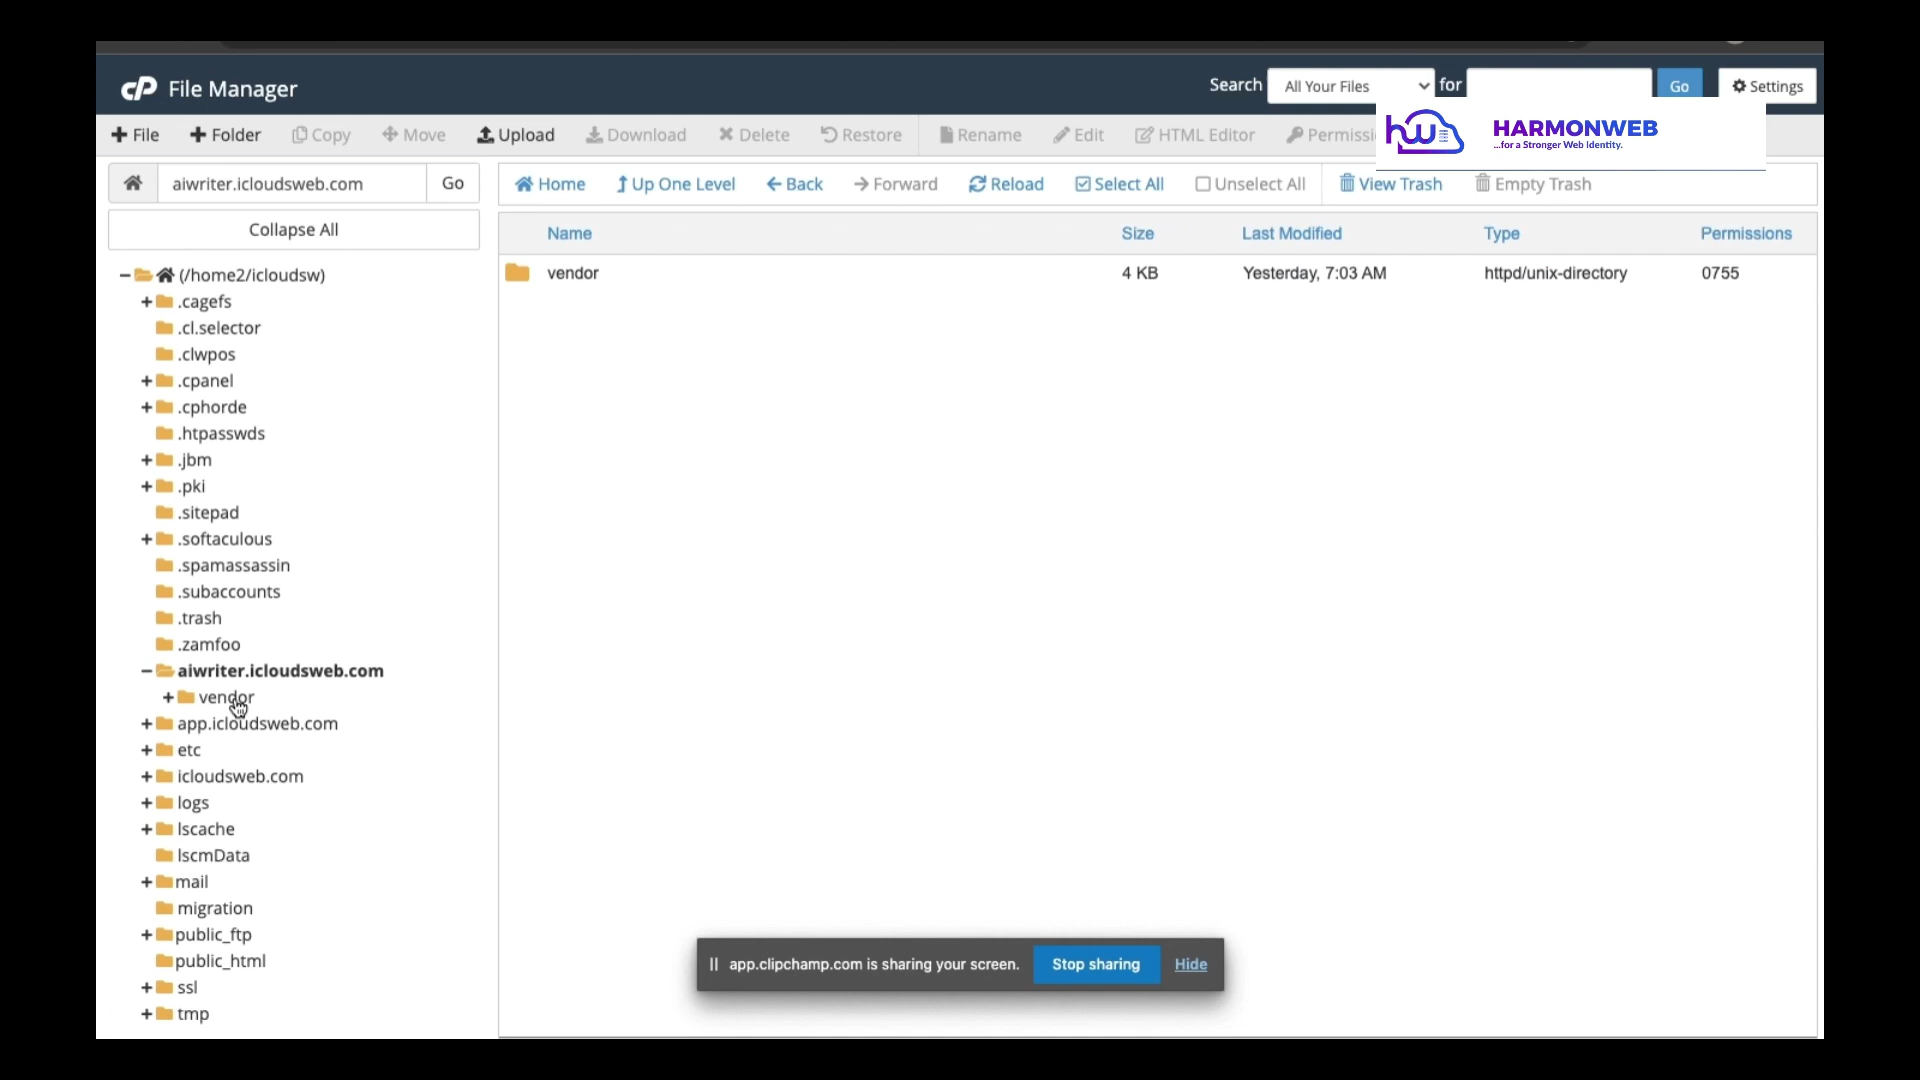 cP File Manager
Search All Your Files for Go Settings
File Folder Copy Move Upload Download Delete Restore Rename Edit HTML Editor
HARMONWEB
...for a Stronger Web Identity.
aiwriter.icloudsweb.com Go
Home Up One Level Back Forward Reload Select All Unselect All View Trash Empty Trash
Collapse All
Name Size Last Modified Type Permissions
vendor 4 KB Yesterday, 7:03 AM httpd/unix-directory 0755
(/home2/icloudsw)
.cagefs
.cl.selector
.clwpos
.cpanel
.cphorde
.htpasswds
.jbm
.pki
.sitepad
.softaculous
.spamassassin
.subaccounts
.trash
.zamfoo
aiwriter.icloudsweb.com
vendor
app.icloudsweb.com
etc
icloudsweb.com
logs
lscache
lscmData
mail
migration
public_ftp
public_html
ssl
tmp
app.clipchamp.com is sharing your screen. Stop sharing Hide